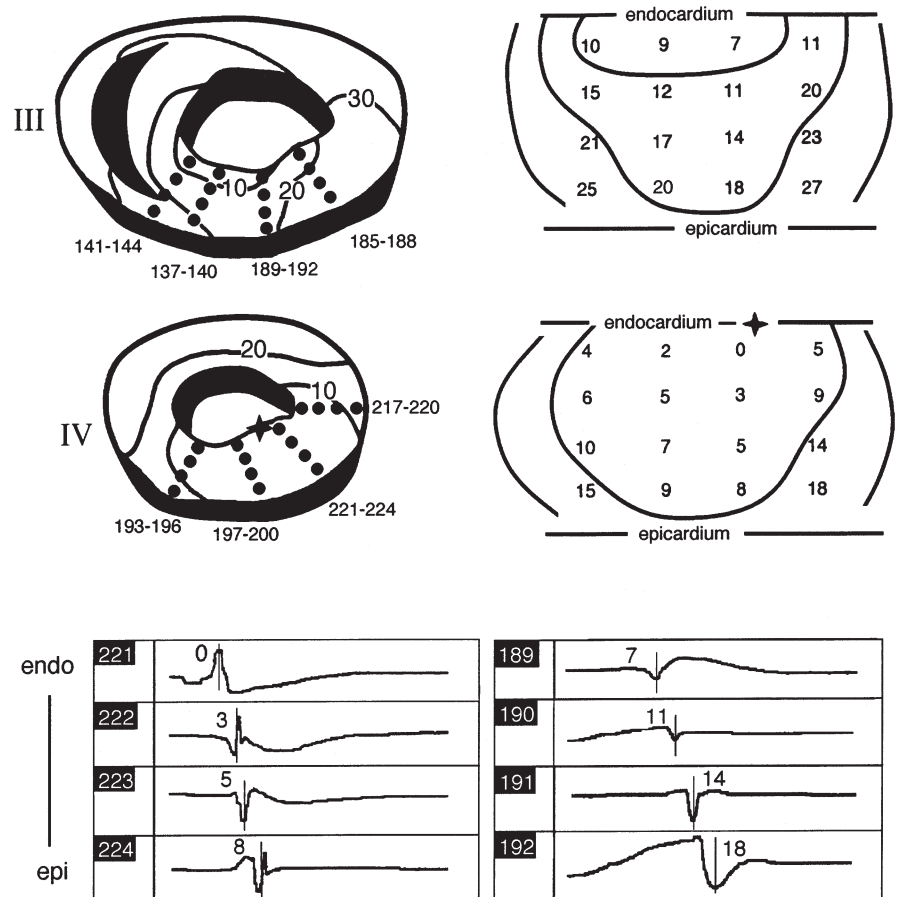 III
30
10
20
141-144
137-140
189-192
185-188
endocardium
10 9 7 11
15 12 11 20
21 17 14 23
25 20 18 27
epicardium
IV
20
10
217-220
193-196
197-200
221-224
endocardium
4 2 0 5
6 5 3 9
10 7 5 14
15 9 8 18
epicardium
endo
epi
221 0
222 3
223 5
224 8
189 7
190 11
191 14
192 18